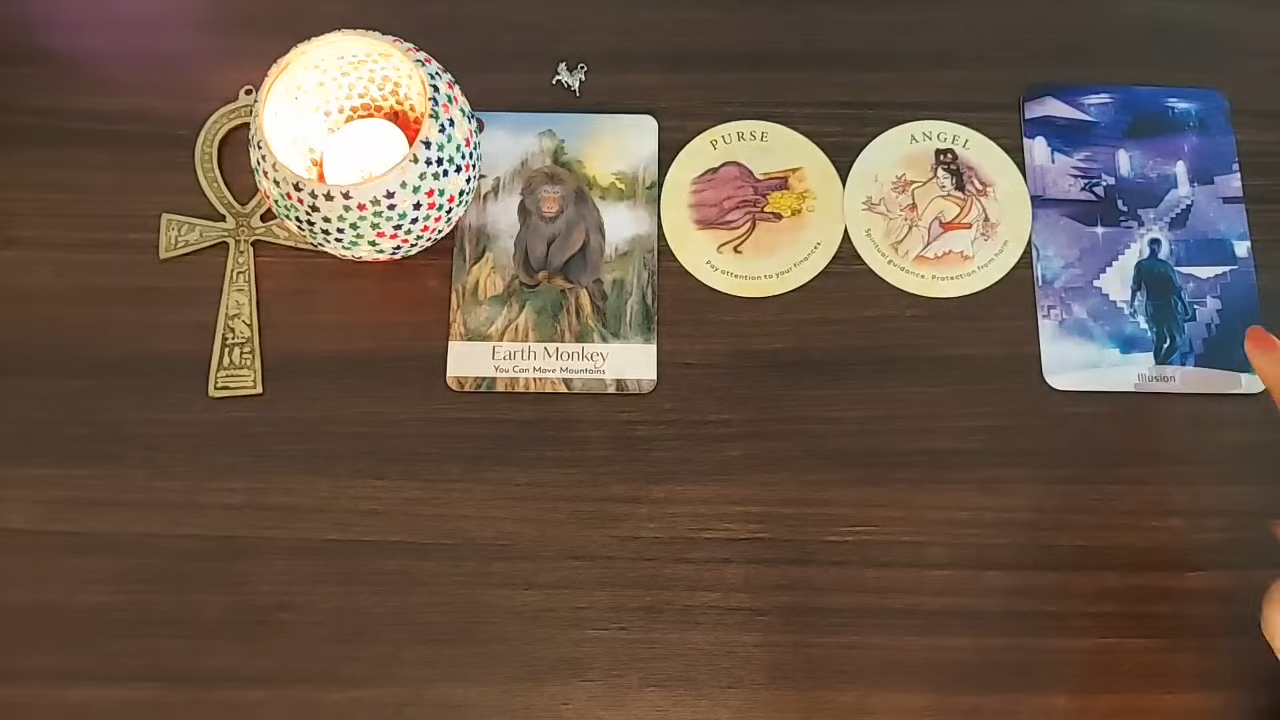 Earth Monkey
You Can Move Mountains
PURSE
Pay attention to your finances.
ANGEL
Spiritual guidance. Protection from harm
Illusion